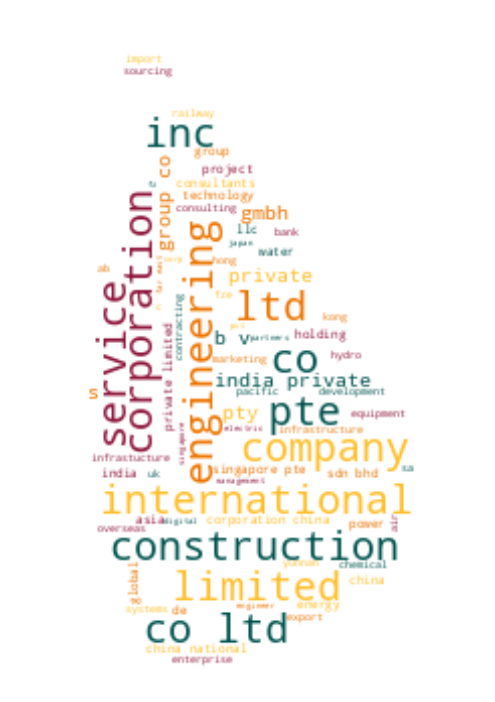 import
sourcing
railway
inc
group
project
group co
consultants
technology
consulting
gmbh
corporation
llc
bank
japan
water
engineering
hong
far east
ab
private
fze
ltd
service
kong
contracting
b v
partners
holding
private limited
marketing
co
hydro
india private
pacific
development
s
pty
pte
equipment
electric
infrastructure
singapore
company
infrastucture
singapore pte
sdn bhd
sa
india
uk
management
international
asia
digital
corporation china
power
air
overseas
construction
yunnan
chemical
global
limited
china
systems
de
engineer
energy
export
co ltd
china national
enterprise